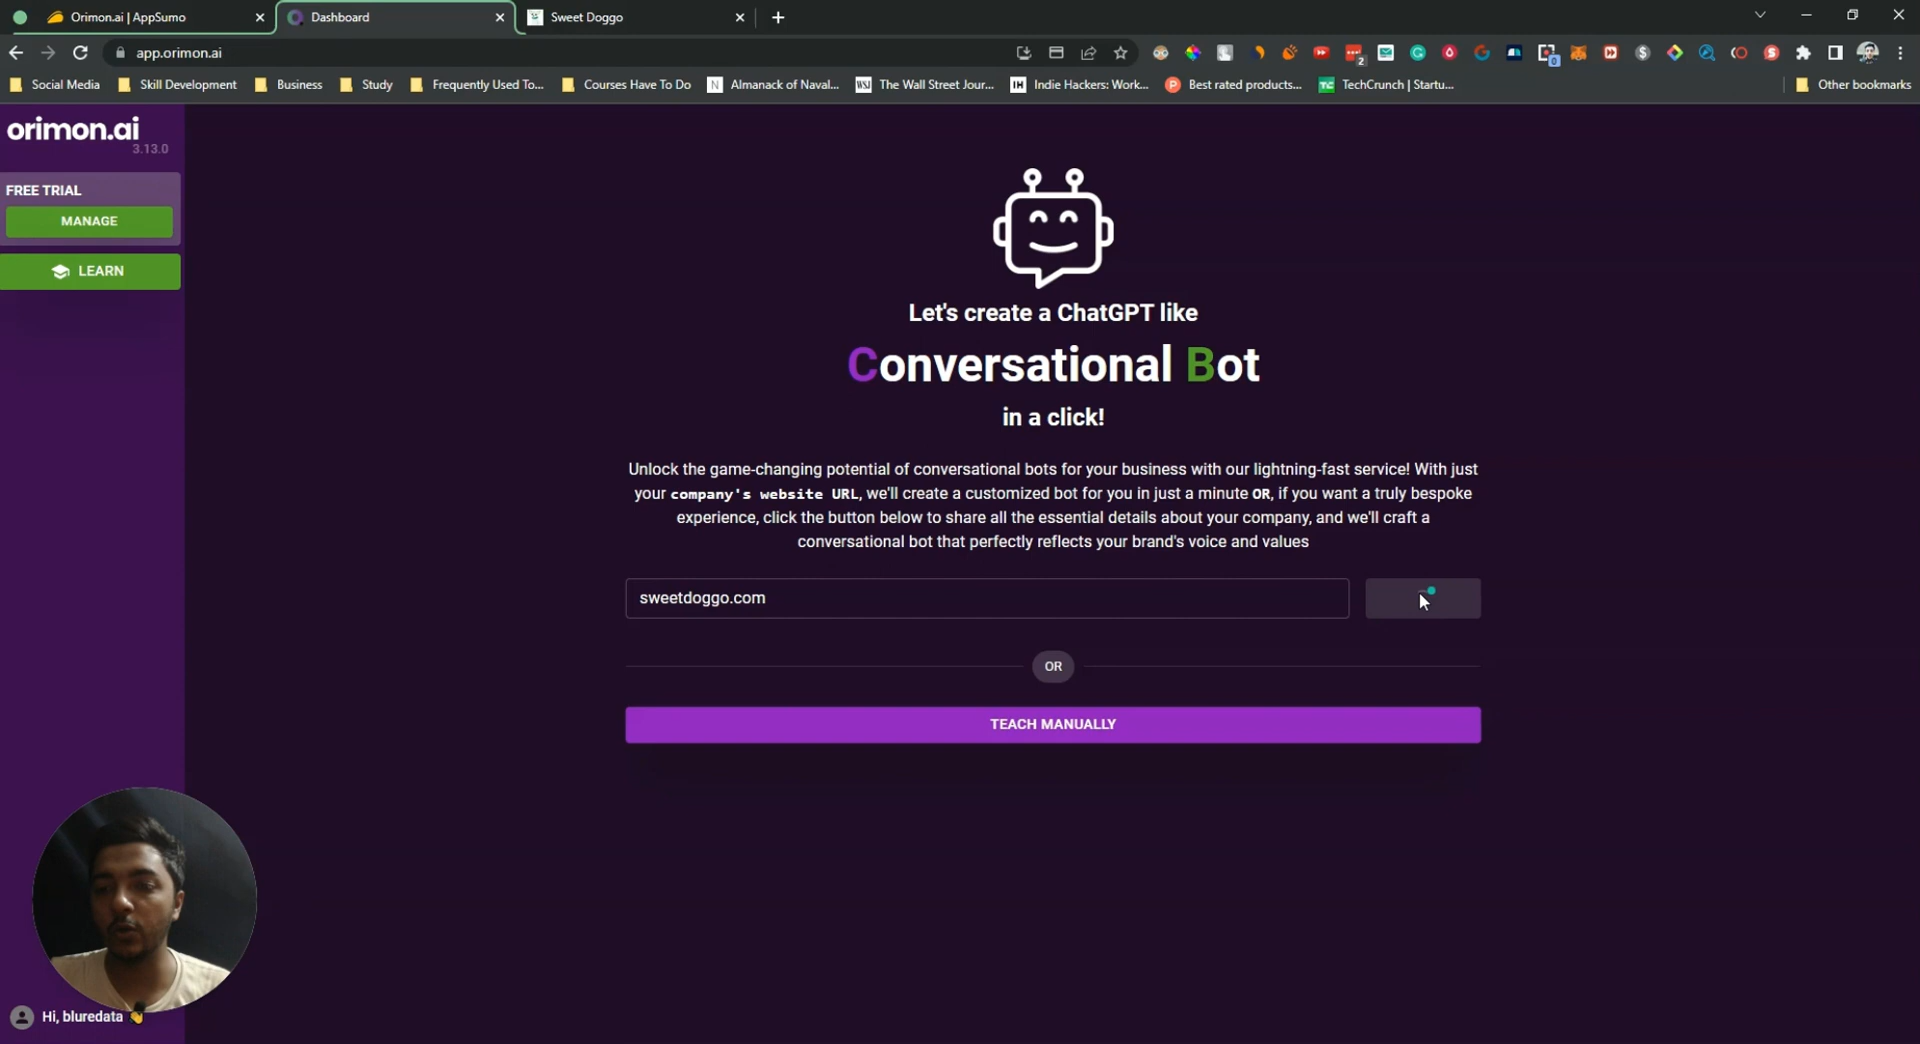 Orimon.ai | AppSumo
Dashboard
Sweet Doggo
app.orimon.ai
2
0
Social Media
Skill Development
Business
Study
Frequently Used To...
Courses Have To Do
N
Almanack of Naval...
WSJ
The Wall Street Jour...
IH
Indie Hackers: Work...
P
Best rated products...
TC
TechCrunch | Startu...
Other bookmarks
orimon.ai
3.13.0
FREE TRIAL
MANAGE
LEARN
Let's create a ChatGPT like
Conversational Bot
in a click!
Unlock the game-changing potential of conversational bots for your business with our lightning-fast service! With just
your company's website URL, we'll create a customized bot for you in just a minute OR, if you want a truly bespoke
experience, click the button below to share all the essential details about your company, and we'll craft a
conversational bot that perfectly reflects your brand's voice and values
sweetdoggo.com
OR
TEACH MANUALLY
Hi, bluredata